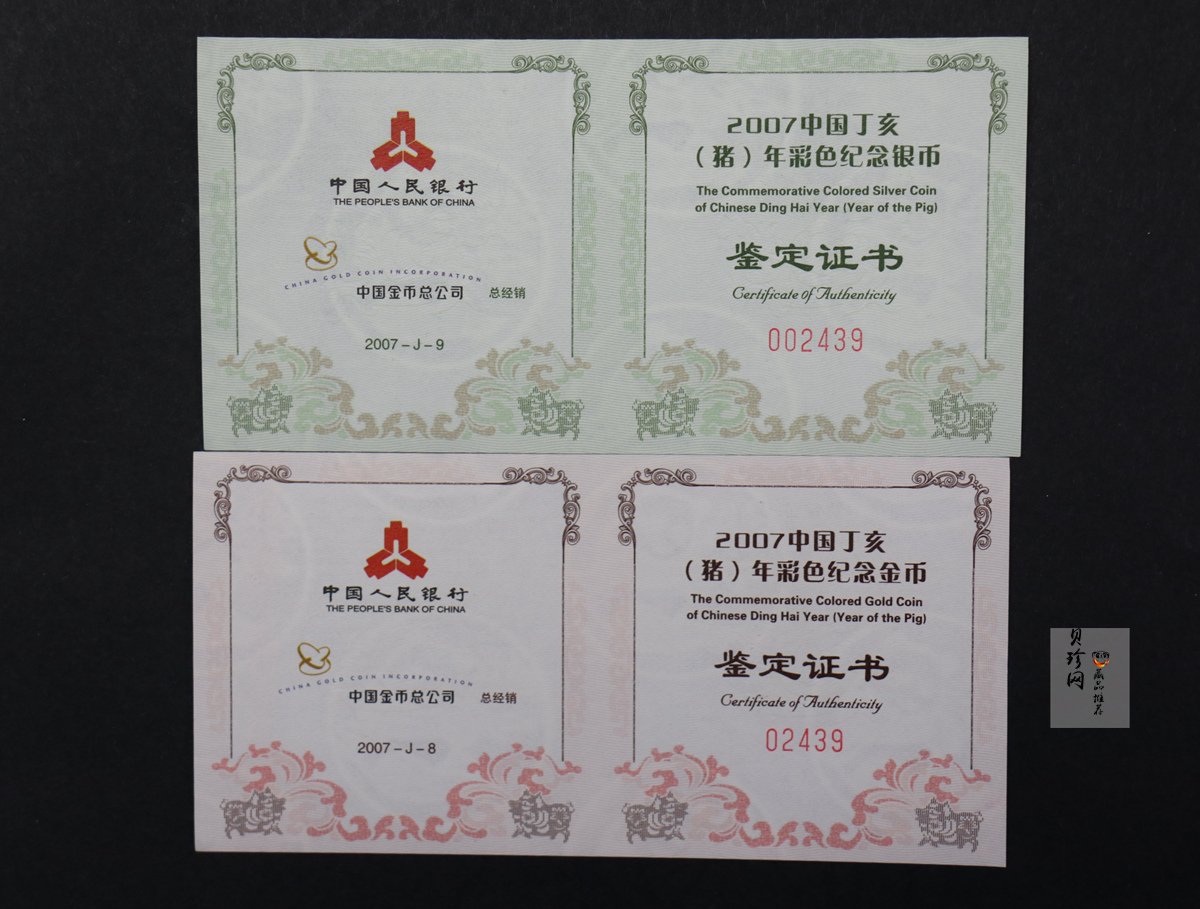 中国人民银行
THE PEOPLE'S BANK OF CHINA
CHINA GOLD COIN INCORPORATION
中国金币总公司 总经销
2007-J-9
2007中国丁亥
（猪）年彩色纪念银币
The Commemorative Colored Silver Coin
of Chinese Ding Hai Year (Year of the Pig)
鉴定证书
Certificate of Authenticity
002439
中国人民银行
THE PEOPLE'S BANK OF CHINA
CHINA GOLD COIN INCORPORATION
中国金币总公司 总经销
2007-J-8
2007中国丁亥
（猪）年彩色纪念金币
The Commemorative Colored Gold Coin
of Chinese Ding Hai Year (Year of the Pig)
鉴定证书
Certificate of Authenticity
02439
贝珍网
藏品推荐